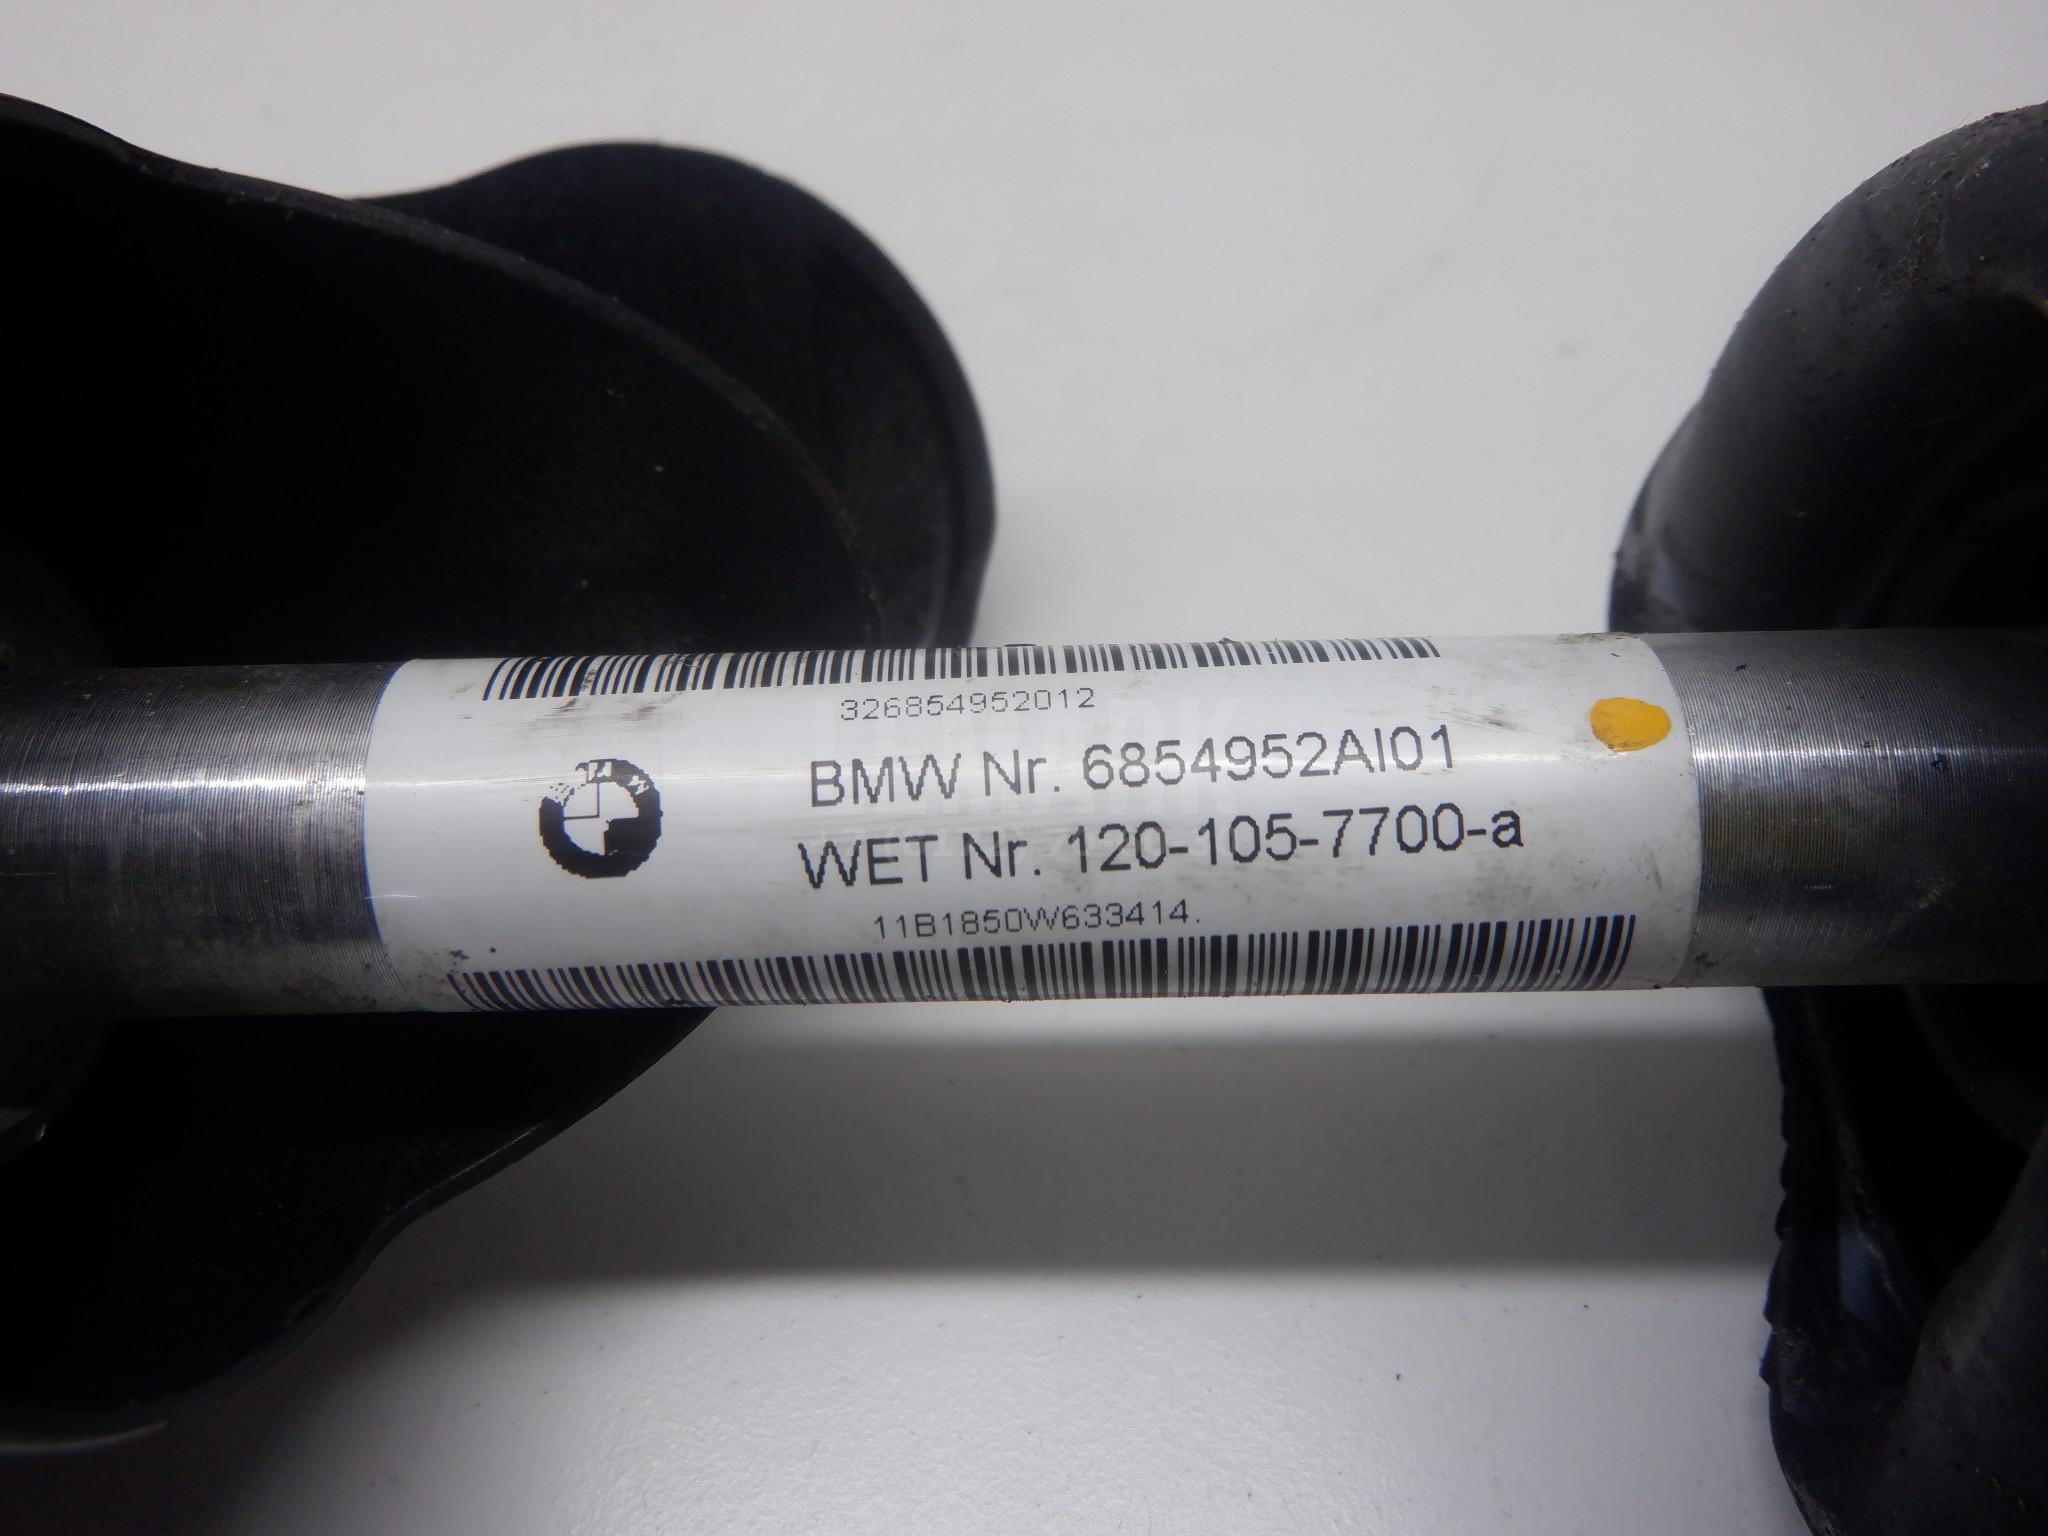 326854952012
BMW Nr. 6854952AI01
WET Nr. 120-105-7700-a
11B1850W633414.